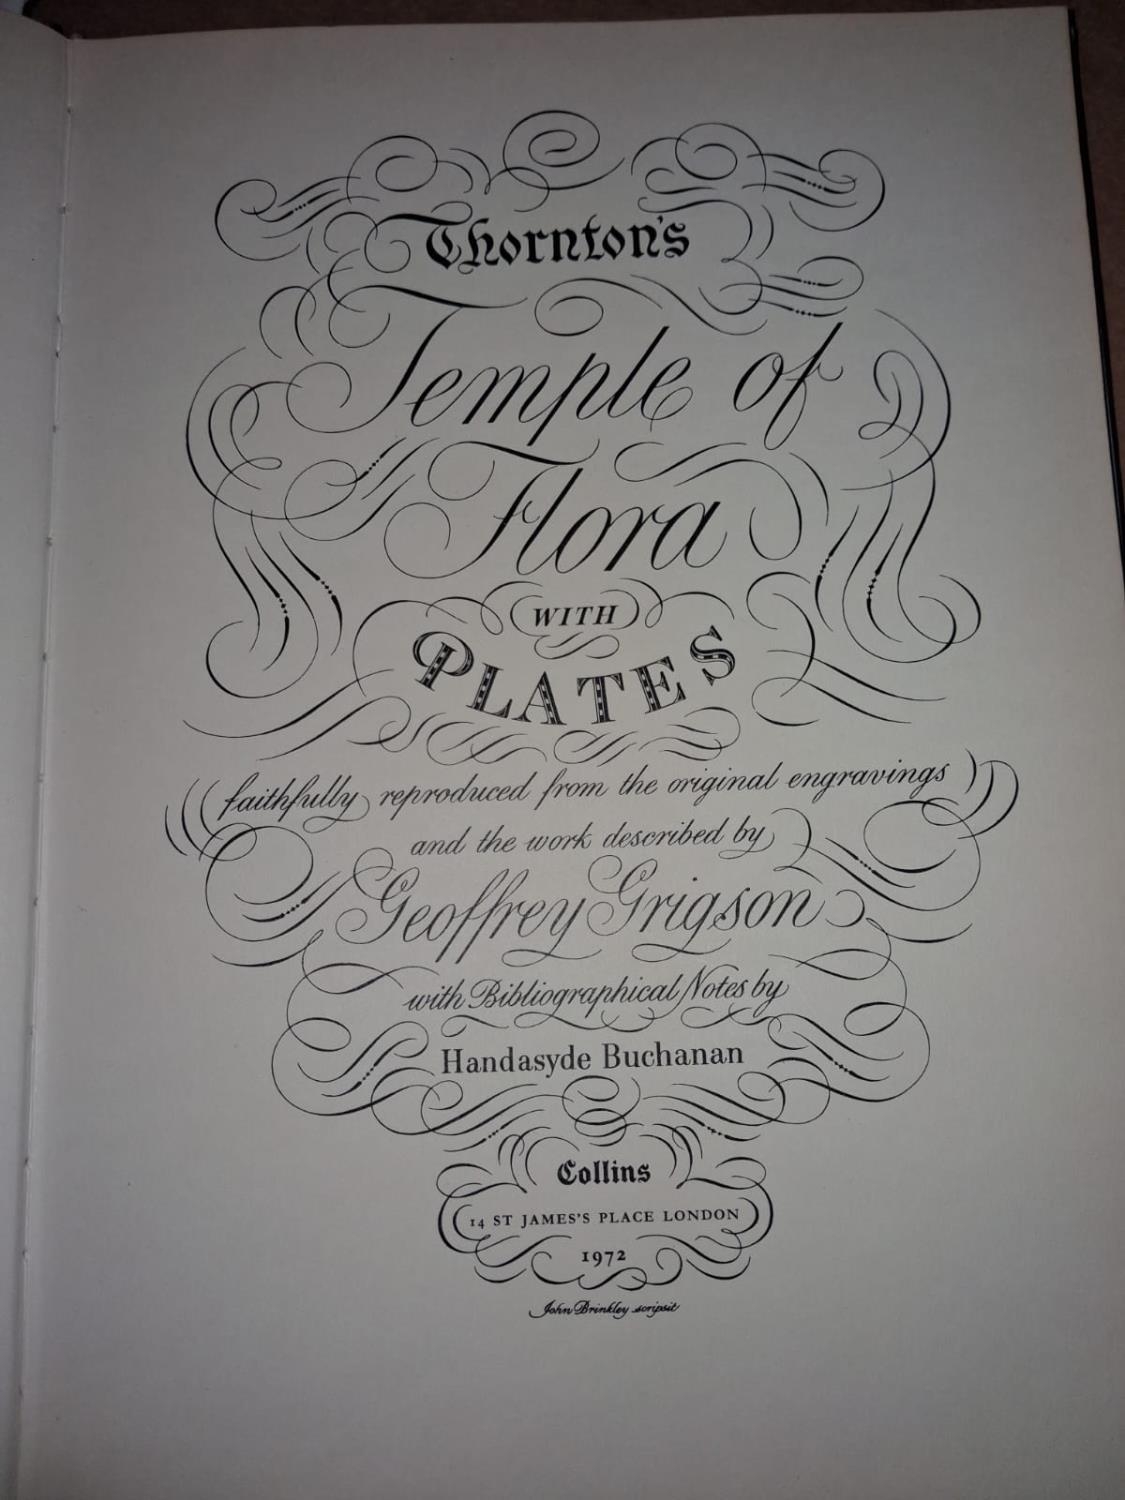 Thornton's
Temple of
Flora
WITH
PLATES
faithfully reproduced from the original engravings
and the work described by
Geoffrey Grigson
with Bibliographical Notes by
Handasyde Buchanan
Collins
14 ST JAMES'S PLACE LONDON
1972
John Brinkley scripsit